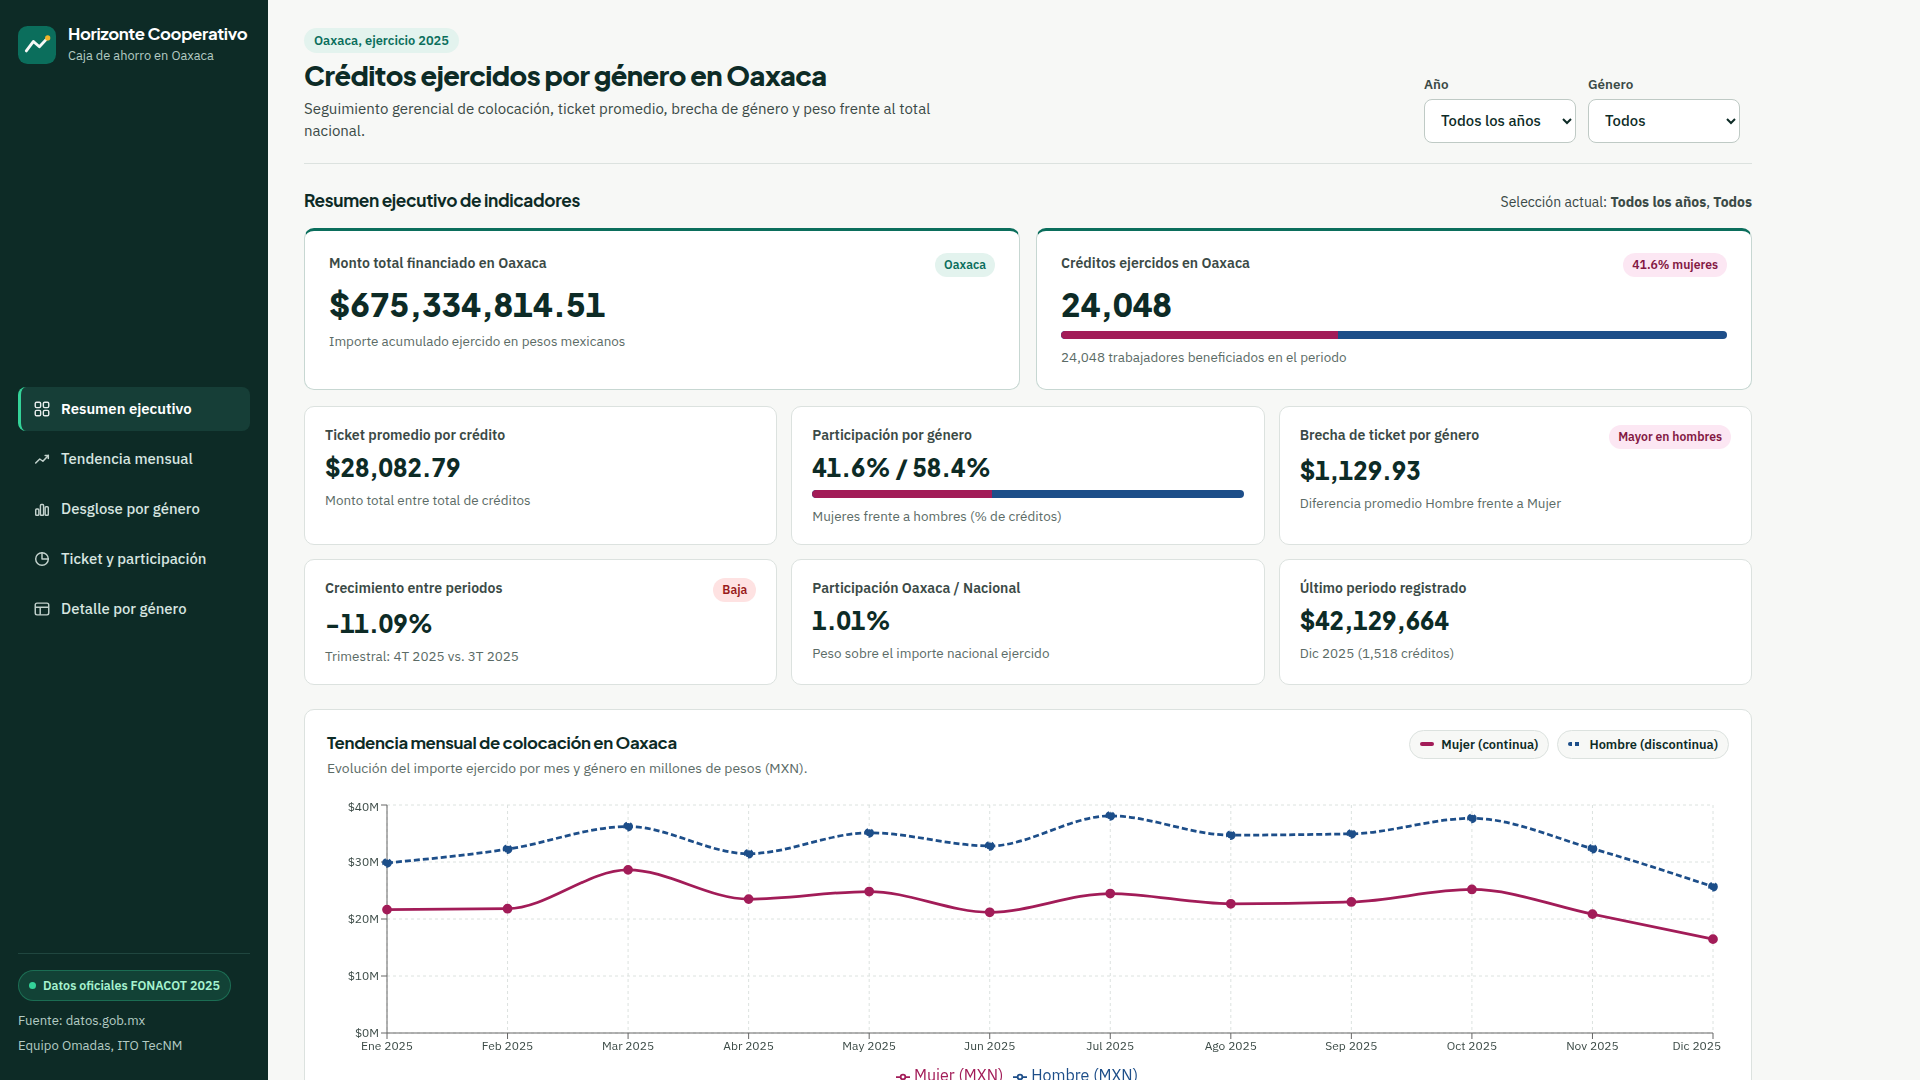 Horizonte Cooperativo
Caja de ahorro en Oaxaca
Resumen ejecutivo
Tendencia mensual
Desglose por género
Ticket y participación
Detalle por género
Datos oficiales FONACOT 2025
Fuente: datos.gob.mx
Equipo Omadas, ITO TecNM
Oaxaca, ejercicio 2025
Créditos ejercidos por género en Oaxaca
Seguimiento gerencial de colocación, ticket promedio, brecha de género y peso frente al total
nacional.
Año
Género
Todos los años
Todos
Resumen ejecutivo de indicadores
Selección actual: Todos los años, Todos
Monto total financiado en Oaxaca
Oaxaca
$675,334,814.51
Importe acumulado ejercido en pesos mexicanos
Créditos ejercidos en Oaxaca
41.6% mujeres
24,048
24,048 trabajadores beneficiados en el periodo
Ticket promedio por crédito
$28,082.79
Monto total entre total de créditos
Participación por género
41.6% / 58.4%
Mujeres frente a hombres (% de créditos)
Brecha de ticket por género
Mayor en hombres
$1,129.93
Diferencia promedio Hombre frente a Mujer
Crecimiento entre periodos
Baja
-11.09%
Trimestral: 4T 2025 vs. 3T 2025
Participación Oaxaca / Nacional
1.01%
Peso sobre el importe nacional ejercido
Último periodo registrado
$42,129,664
Dic 2025 (1,518 créditos)
Tendencia mensual de colocación en Oaxaca
Evolución del importe ejercido por mes y género en millones de pesos (MXN).
Mujer (continua)
Hombre (discontinua)
$40M
$30M
$20M
$10M
$0M
Ene 2025
Feb 2025
Mar 2025
Abr 2025
May 2025
Jun 2025
Jul 2025
Ago 2025
Sep 2025
Oct 2025
Nov 2025
Dic 2025
Mujer (MXN)
Hombre (MXN)